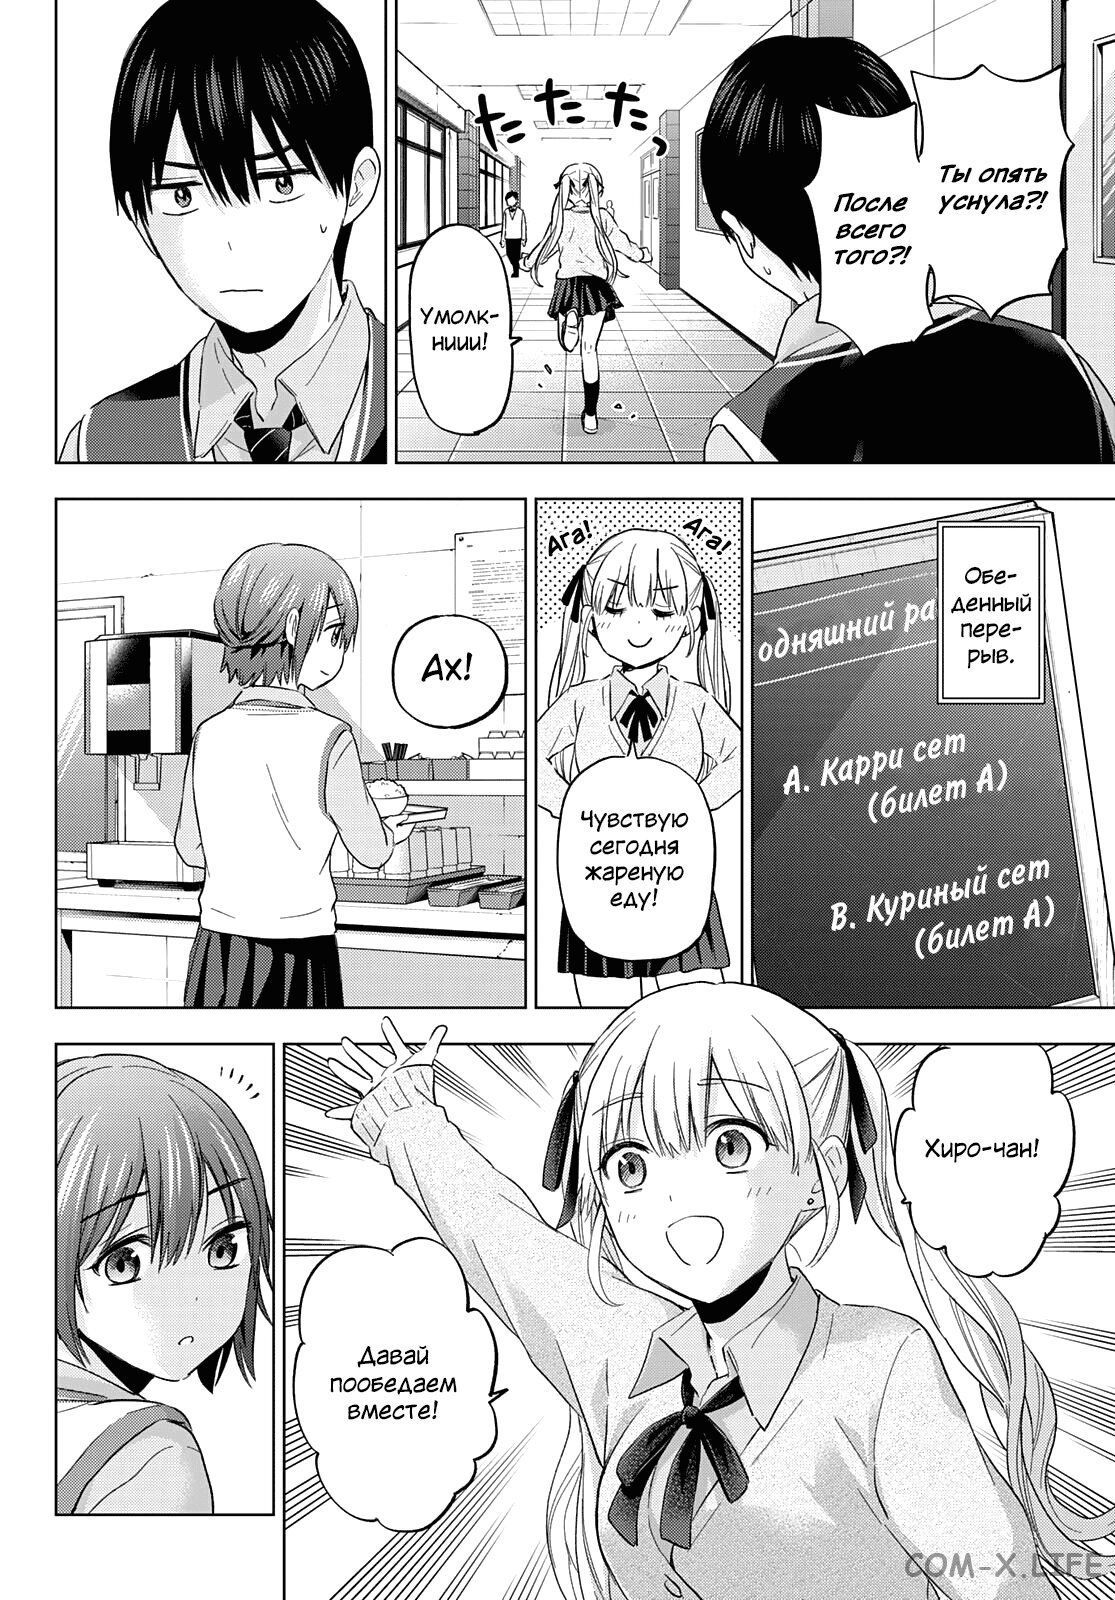 Ты опять
уснула?!
После
всего
того?!
た た た
Умолк-
ниии!
Обе-
денный
пере-
рыв.
одняшний ра
А. Карри сет
(билет А)
В. Куриный сет
(билет А)
Ага!
Ага!
Чувствую
сегодня
жареную
еду!
Ах!
Хиро-чан!
Давай
пообедаем
вместе!
COM-X.LIFE